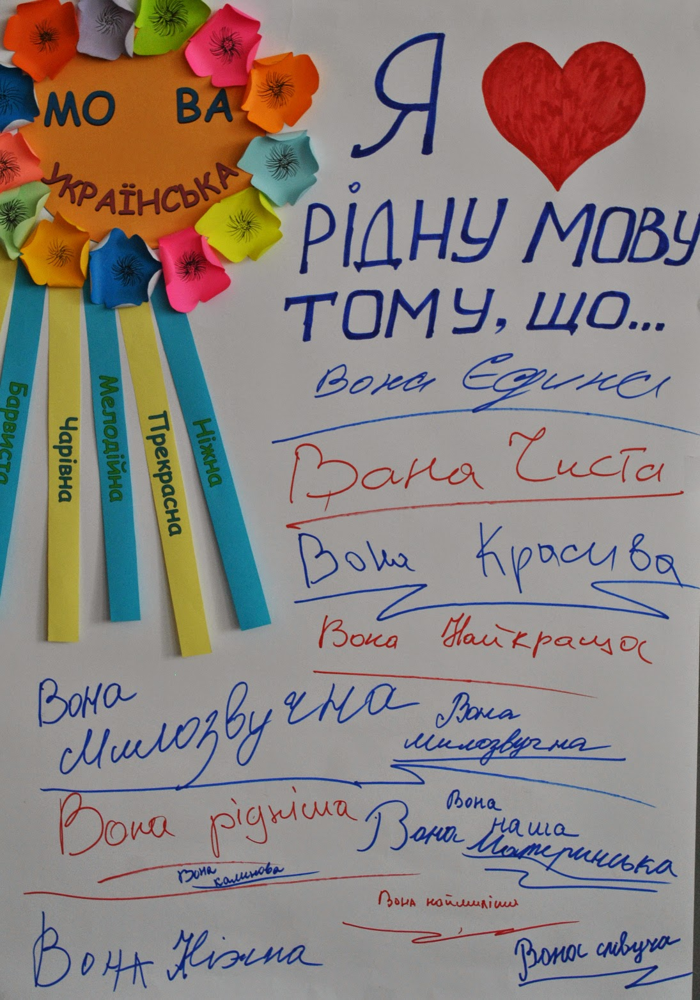 МО ВА
УКРАЇНСЬКА
Барвиста
Чарівна
Мелодійна
Прекрасна
Ніжна
Я
РІДНУ МОВУ
ТОМУ, ЩО...
Вона Єдина
Вона Чиста
Вона Красива
Вона Найкраща
Вона
Милозвучна
Вона
милозвучна
Вона рідніша
Вона
наша
Вона Материнська
Вона
калинова
Вона наймиліша
Вона Ніжна
Вона співуча